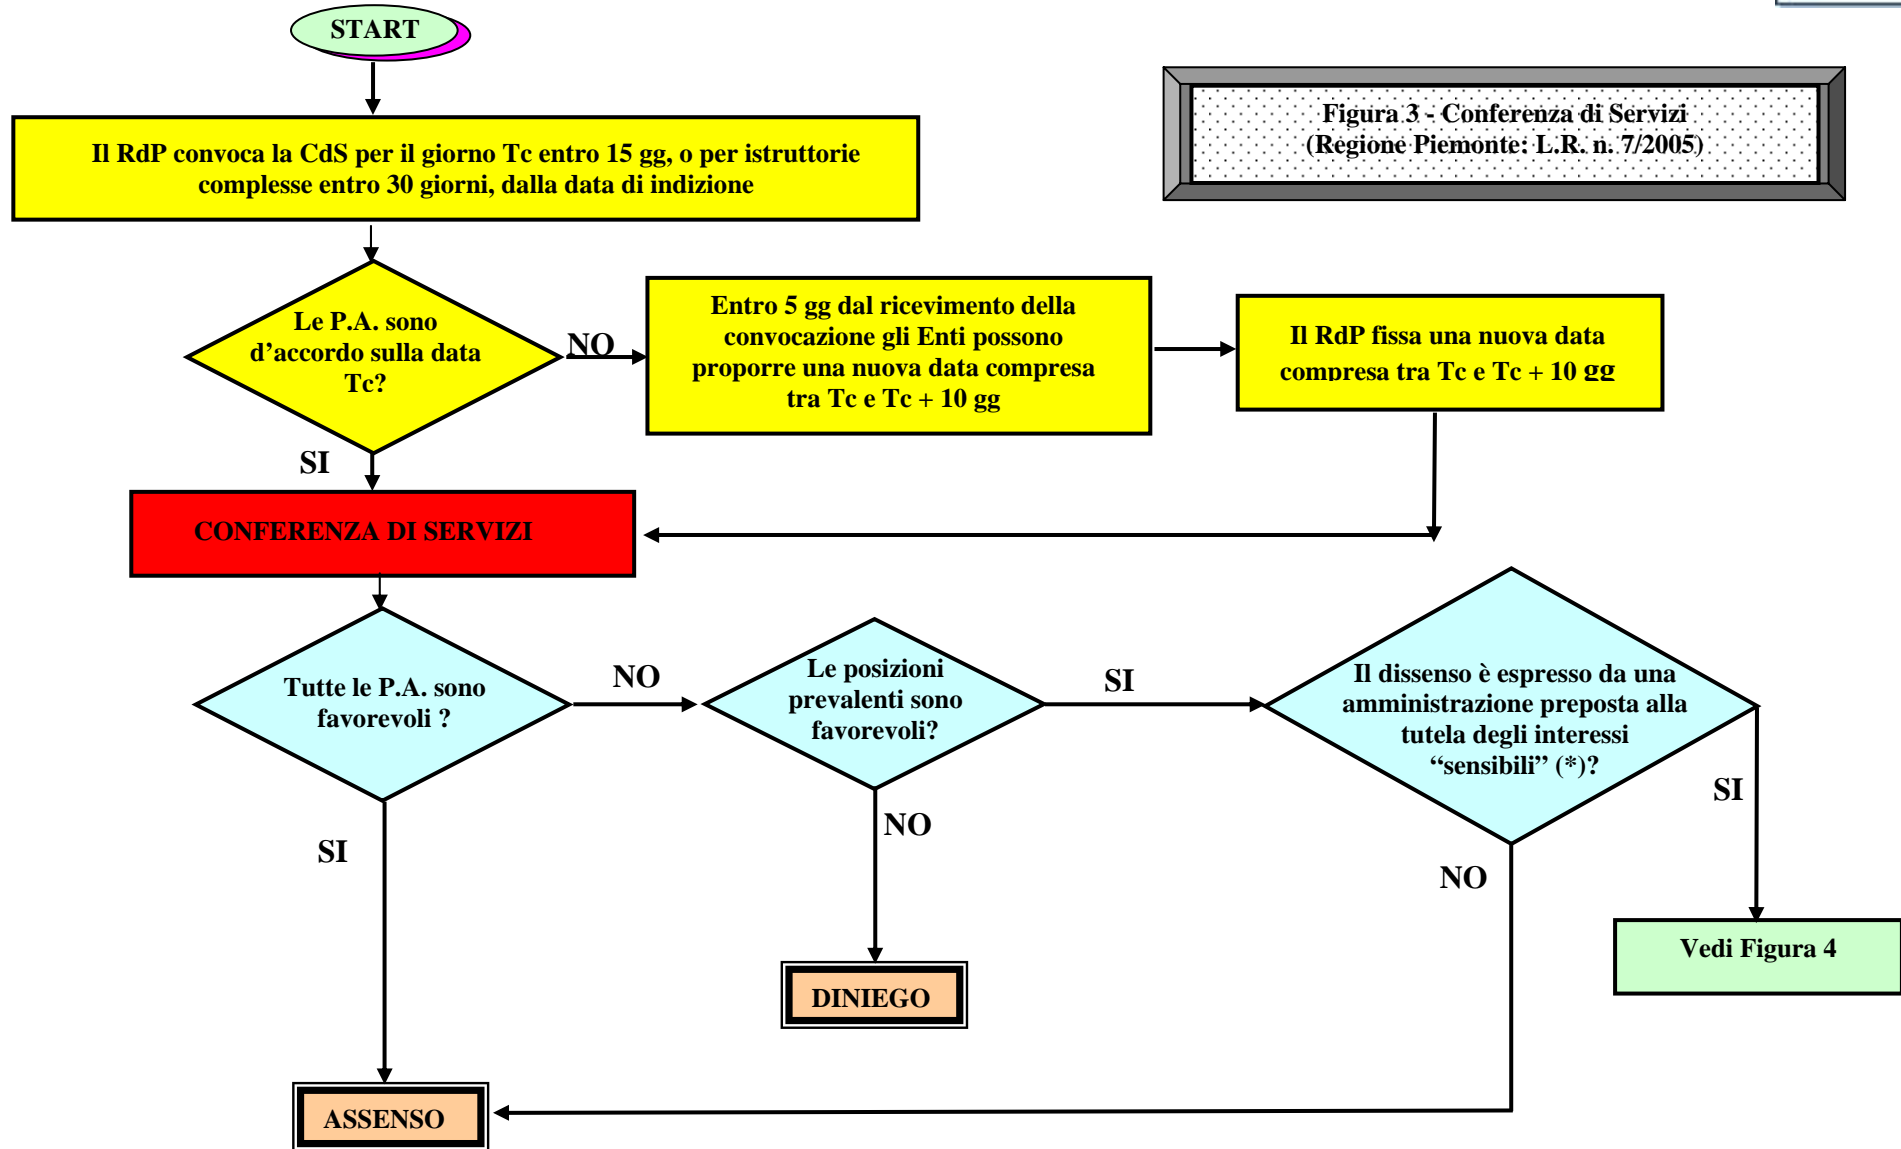 START
Figura 3 - Conferenza di Servizi
(Regione Piemonte: L.R. n. 7/2005)
Il RdP convoca la CdS per il giorno Tc entro 15 gg, o per istruttorie
complesse entro 30 giorni, dalla data di indizione
Le P.A. sono
d’accordo sulla data
Tc?
NO
Entro 5 gg dal ricevimento della
convocazione gli Enti possono
proporre una nuova data compresa
tra Tc e Tc + 10 gg
Il RdP fissa una nuova data
compresa tra Tc e Tc + 10 gg
SI
CONFERENZA DI SERVIZI
Tutte le P.A. sono
favorevoli ?
NO
Le posizioni
prevalenti sono
favorevoli?
SI
Il dissenso è espresso da una
amministrazione preposta alla
tutela degli interessi
“sensibili” (*)?
SI
NO
SI
NO
Vedi Figura 4
DINIEGO
ASSENSO